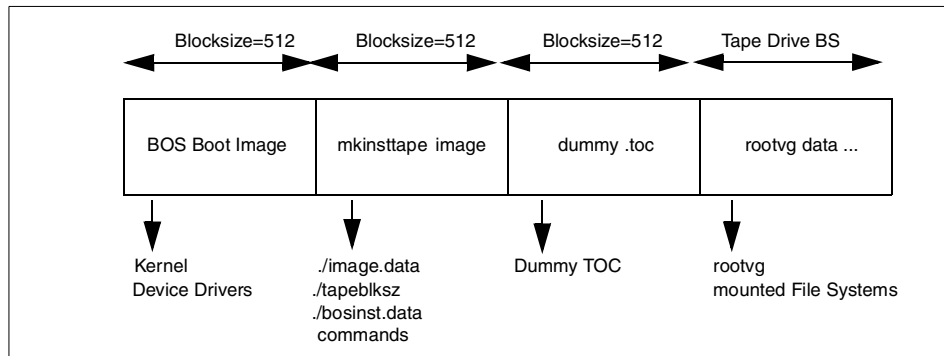 Blocksize=512 Blocksize=512 Blocksize=512 Tape Drive BS
BOS Boot Image mkinsttape image dummy .toc rootvg data ...
Kernel
Device Drivers
./image.data
./tapeblksz
./bosinst.data
commands
Dummy TOC
rootvg
mounted File Systems